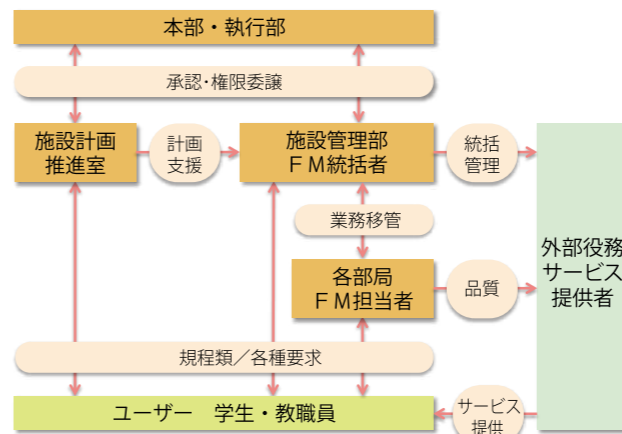 本部・執行部
承認・権限委譲
施設計画
推進室
計画
支援
施設管理部
FM統括者
統括
管理
業務移管
各部局
FM担当者
品質
外部役務
サービス
提供者
規程類/各種要求
ユーザー 学生・教職員
サービス
提供